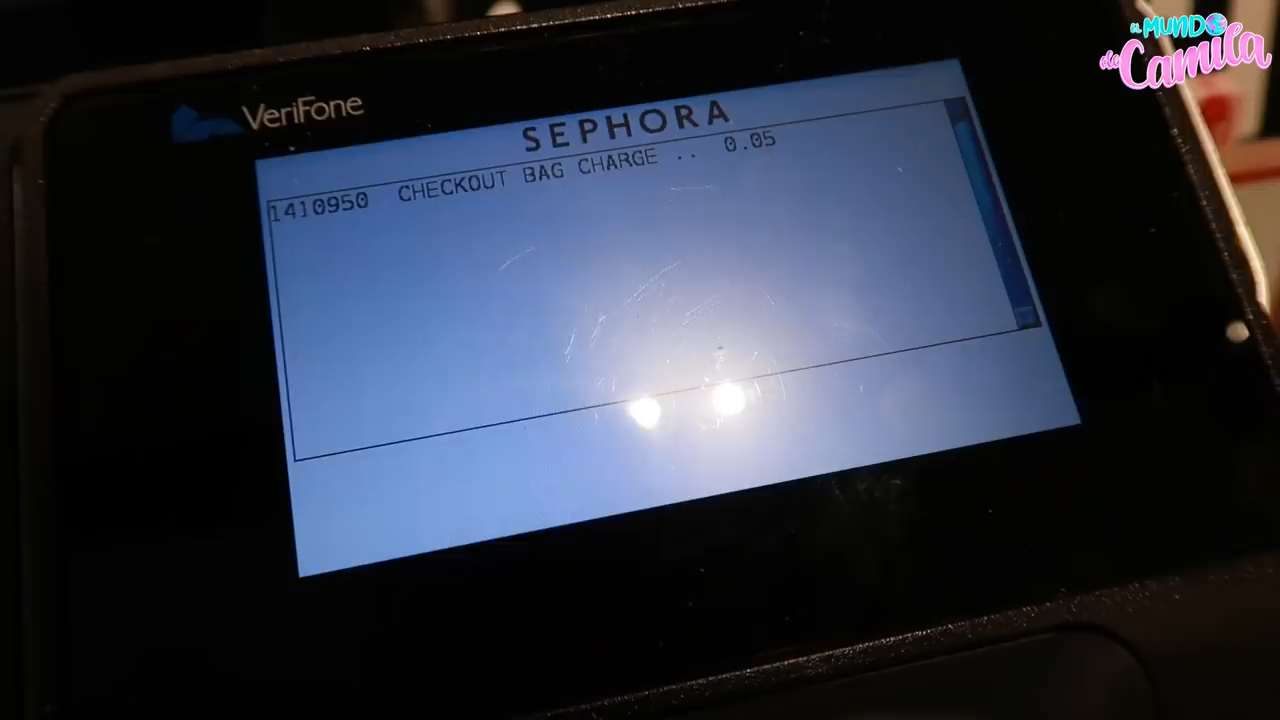 EL MUNDO
de Camila
VeriFone
SEPHORA
1410950 CHECKOUT BAG CHARGE .. 0.05